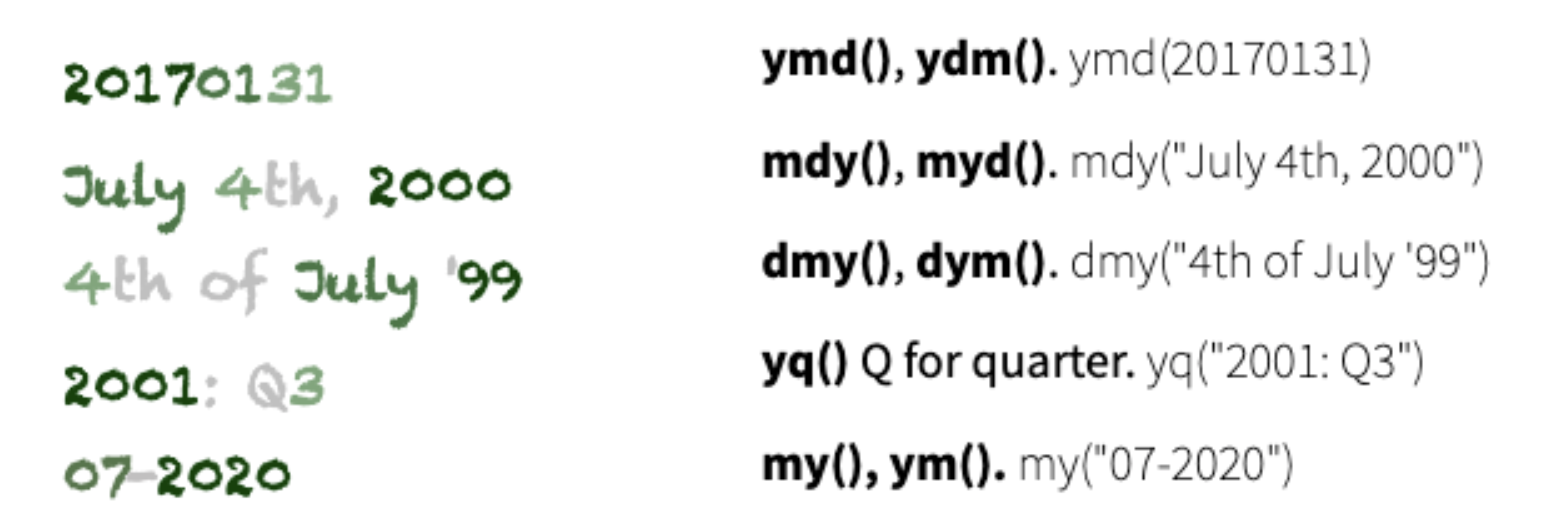 20170131
ymd(), ydm(). ymd(20170131)
July 4th, 2000
mdy(), myd(). mdy("July 4th, 2000")
4th of July '99
dmy(), dym(). dmy("4th of July '99")
2001: Q3
yq() Q for quarter. yq("2001: Q3")
07-2020
my(), ym(). my("07-2020")